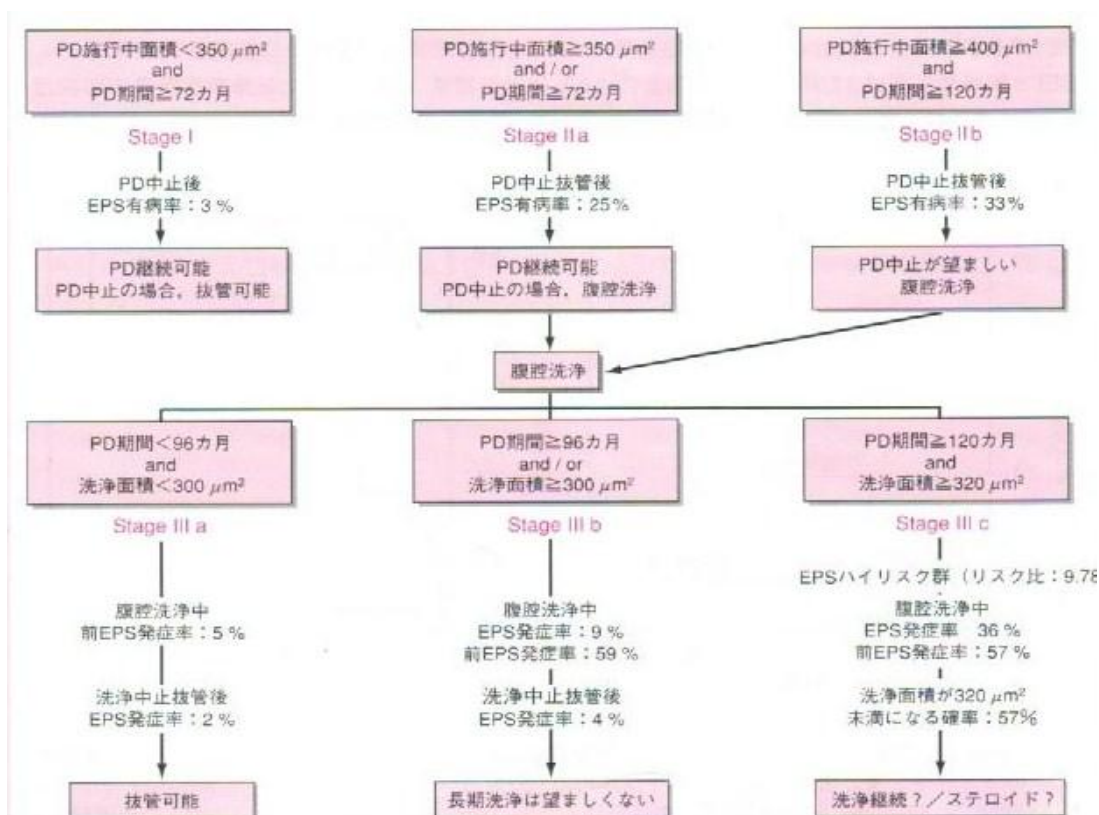 PD施行中面積<350 μm²
and
PD期間≧72カ月
PD施行中面積≧350 μm²
and / or
PD期間≧72カ月
PD施行中面積≧400 μm²
and
PD期間≧120カ月
Stage I
Stage II a
Stage II b
PD中止後
EPS有病率：3 %
PD中止抜管後
EPS有病率：25%
PD中止抜管後
EPS有病率：33%
PD継続可能
PD中止の場合，抜管可能
PD継続可能
PD中止の場合，腹腔洗浄
PD中止が望ましい
腹腔洗浄
腹腔洗浄
PD期間<96カ月
and
洗浄面積<300 μm²
PD期間≧96カ月
and / or
洗浄面積≧300 μm²
PD期間≧120カ月
and
洗浄面積≧320 μm²
Stage III a
Stage III b
Stage III c
EPSハイリスク群（リスク比：9.78
腹腔洗浄中
前EPS発症率：5 %
腹腔洗浄中
EPS発症率：9 %
前EPS発症率：59 %
腹腔洗浄中
EPS発症率 36 %
前EPS発症率：57 %
洗浄中止抜管後
EPS発症率：2 %
洗浄中止抜管後
EPS発症率：4 %
洗浄面積が320 μm²
未満になる確率：57%
抜管可能
長期洗浄は望ましくない
洗浄継続？／ステロイド？